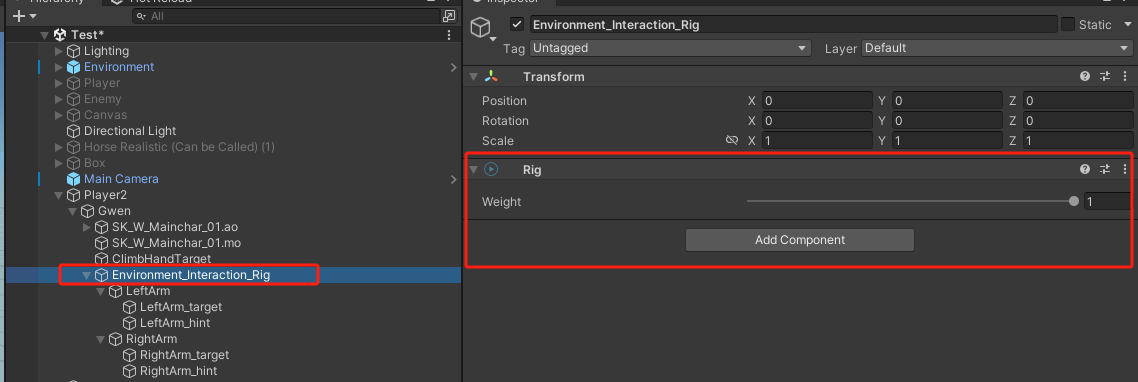 Hierarchy
Hot Reload
All
Test*
Lighting
Environment
Player
Enemy
Canvas
Directional Light
Horse Realistic (Can be Called) (1)
Box
Main Camera
Player2
Gwen
SK_W_Mainchar_01.ao
SK_W_Mainchar_01.mo
ClimbHandTarget
Environment_Interaction_Rig
LeftArm
LeftArm_target
LeftArm_hint
RightArm
RightArm_target
RightArm_hint
Inspector
Environment_Interaction_Rig Static
Tag Untagged Layer Default
Transform
Position X 0 Y 0 Z 0
Rotation X 0 Y 0 Z 0
Scale X 1 Y 1 Z 1
Rig
Weight 1
Add Component